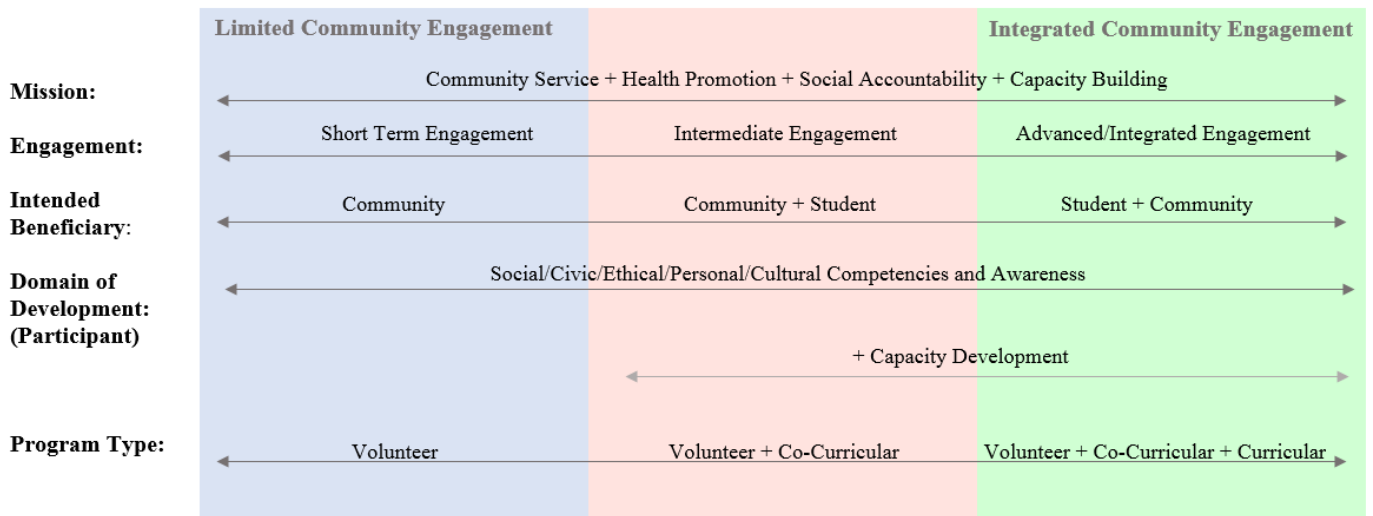 Limited Community Engagement
Integrated Community Engagement
Mission:
Community Service + Health Promotion + Social Accountability + Capacity Building
Engagement:
Short Term Engagement
Intermediate Engagement
Advanced/Integrated Engagement
Intended
Beneficiary:
Community
Community + Student
Student + Community
Domain of
Development:
(Participant)
Social/Civic/Ethical/Personal/Cultural Competencies and Awareness
+ Capacity Development
Program Type:
Volunteer
Volunteer + Co-Curricular
Volunteer + Co-Curricular + Curricular